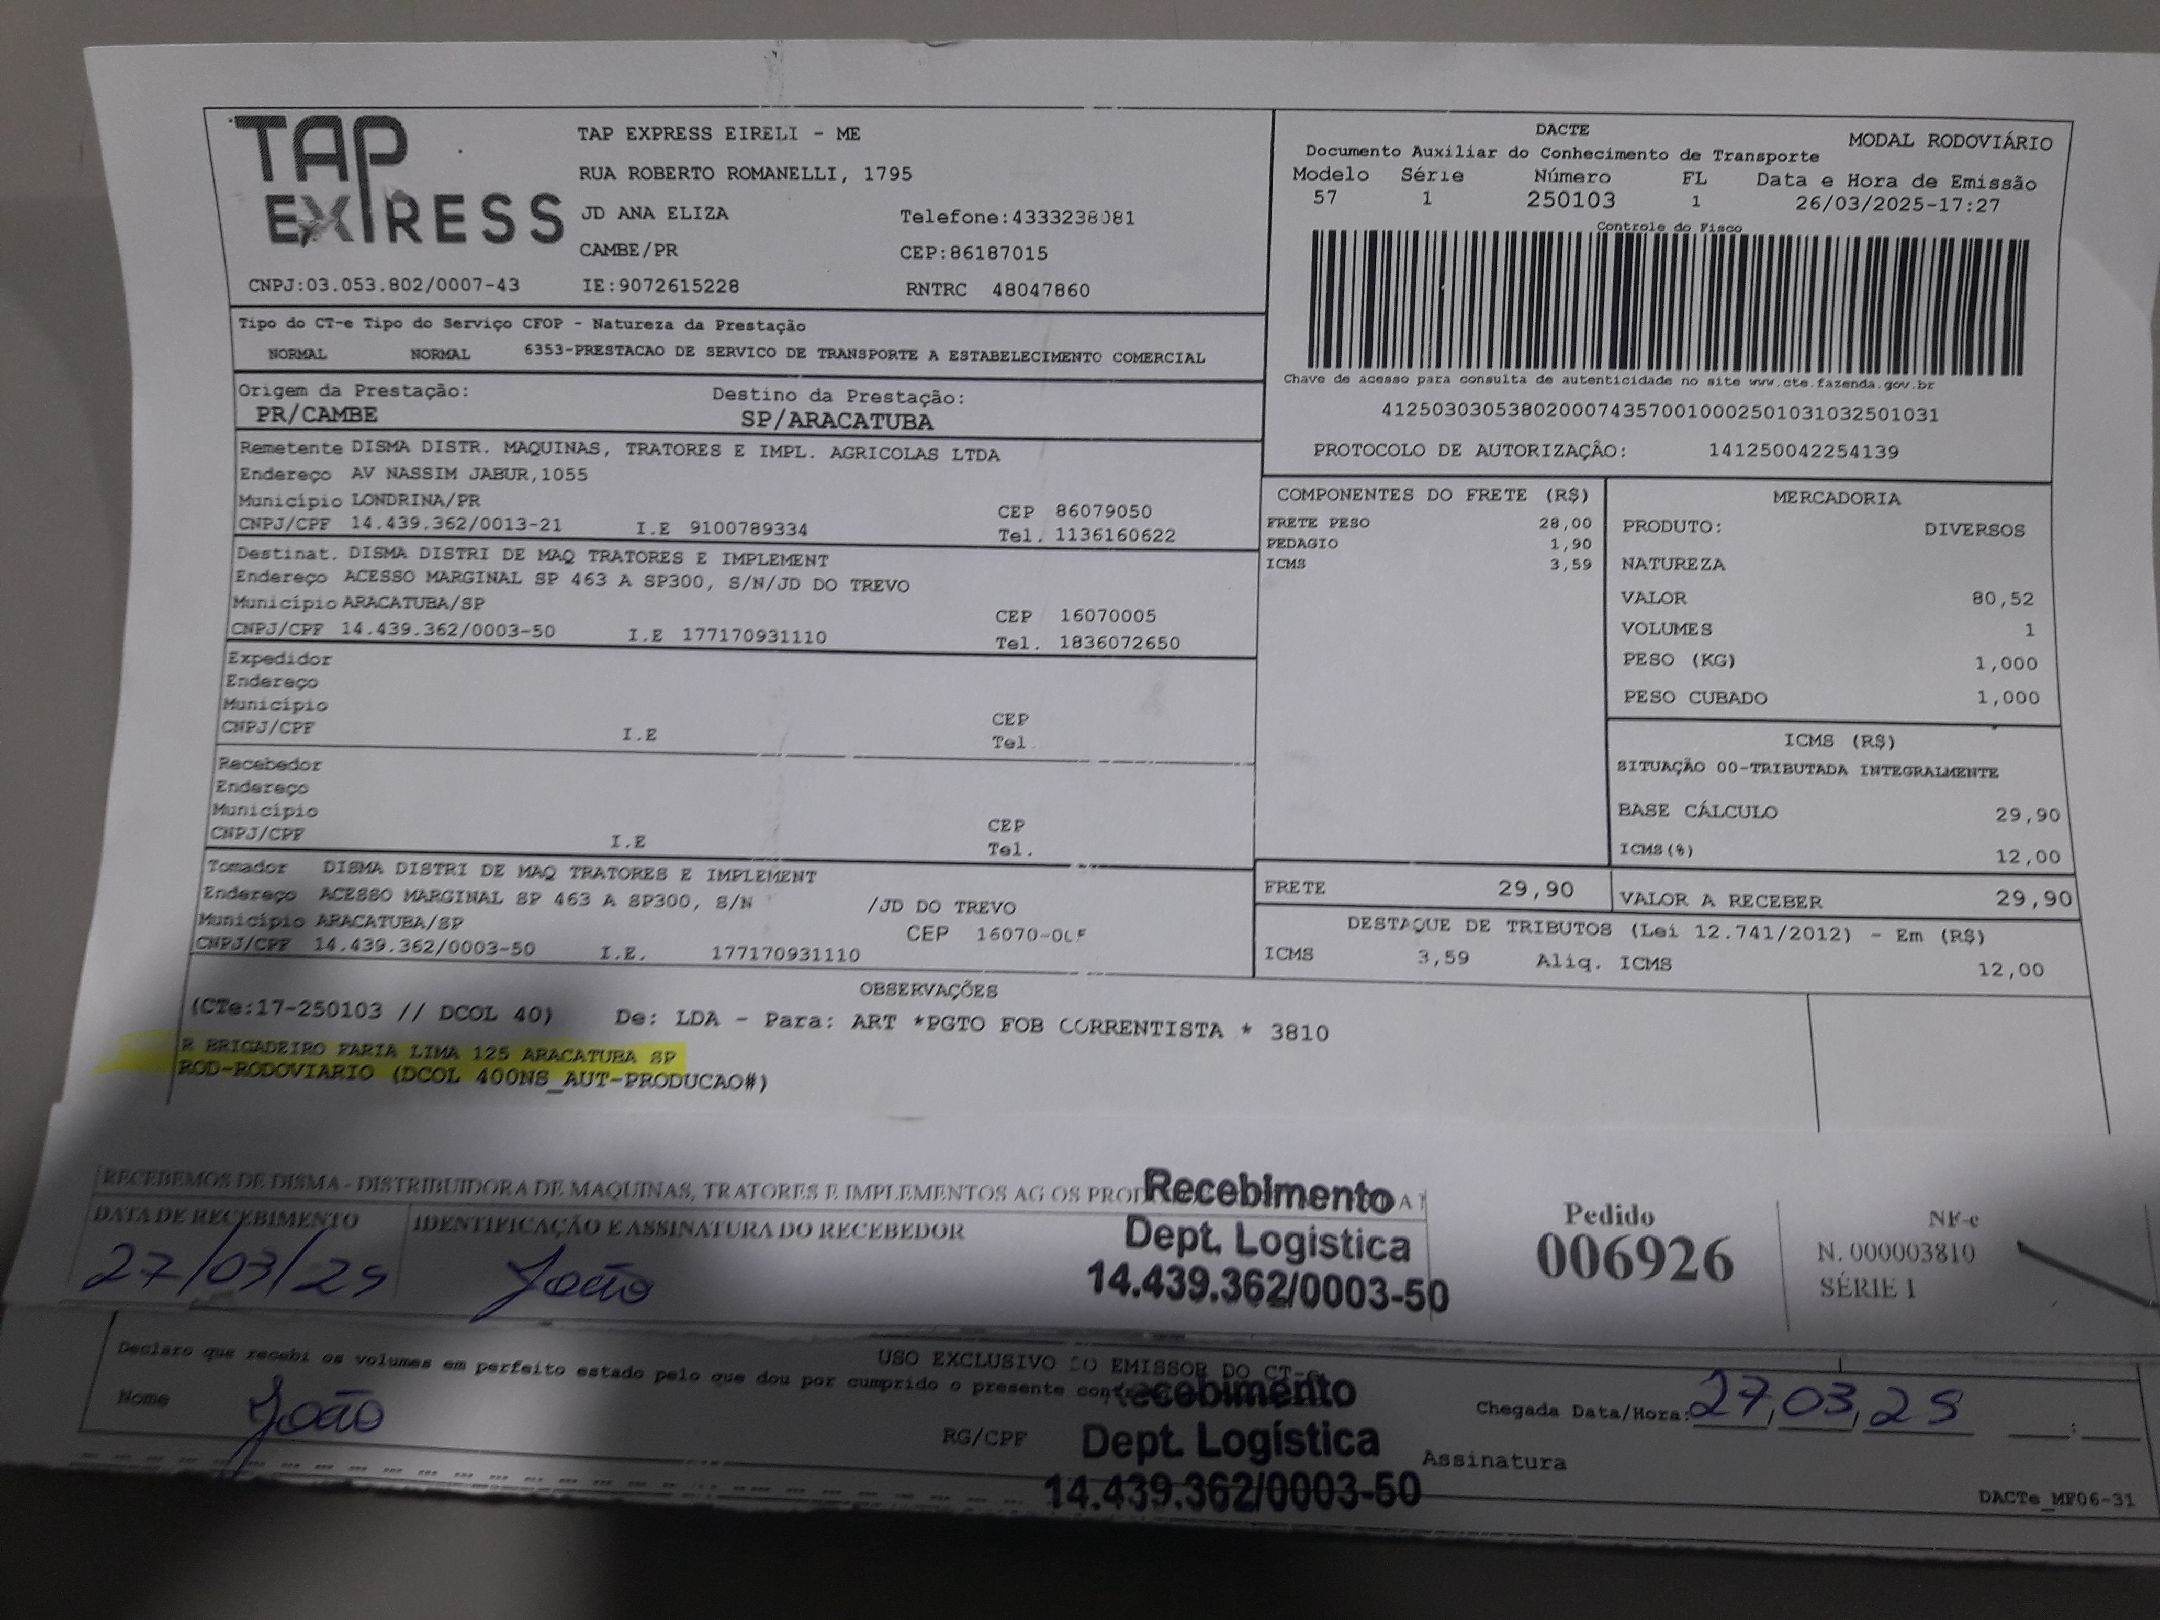 TAP
EXPRESS
TAP EXPRESS EIRELI - ME
RUA ROBERTO ROMANELLI, 1795
JD ANA ELIZA
Telefone:4333238081
CAMBE/PR
CEP:86187015
CNPJ:03.053.802/0007-43
IE:9072615228
RNTRC 48047860
DACTE
MODAL RODOVIÁRIO
Documento Auxiliar do Conhecimento de Transporte
Modelo Série Número FL Data e Hora de Emissão
57 1 250103 1 26/03/2025-17:27
Controle do Fisco
Chave de acesso para consulta de autenticidade no site www.cte.fazenda.gov.br
41250303053802000743570010002501031032501031
PROTOCOLO DE AUTORIZAÇÃO: 141250042254139
Tipo do CT-e Tipo do Serviço CFOP - Natureza da Prestação
NORMAL NORMAL 6353-PRESTACAO DE SERVICO DE TRANSPORTE A ESTABELECIMENTO COMERCIAL
Origem da Prestação: Destino da Prestação:
PR/CAMBE SP/ARACATUBA
Remetente DISMA DISTR. MAQUINAS, TRATORES E IMPL. AGRICOLAS LTDA
Endereço AV NASSIM JABUR,1055
Município LONDRINA/PR CEP 86079050
CNPJ/CPF 14.439.362/0013-21 I.E 9100789334 Tel. 1136160622
Destinat. DISMA DISTRI DE MAQ TRATORES E IMPLEMENT
Endereço ACESSO MARGINAL SP 463 A SP300, S/N/JD DO TREVO
Município ARACATUBA/SP CEP 16070005
CNPJ/CPF 14.439.362/0003-50 I.E 177170931110 Tel. 1836072650
Expedidor
Endereço
Município CEP
CNPJ/CPF I.E Tel.
Recebedor
Endereço
Município CEP
CNPJ/CPF I.E Tel.
Tomador DISMA DISTRI DE MAQ TRATORES E IMPLEMENT
Endereço ACESSO MARGINAL SP 463 A SP300, S/N /JD DO TREVO
Município ARACATUBA/SP CEP
CNPJ/CPF 14.439.362/0003-50 I.E. 177170931110
COMPONENTES DO FRETE (R$)
FRETE PESO 28,00
PEDAGIO 1,90
ICMS 3,59
MERCADORIA
PRODUTO: DIVERSOS
NATUREZA
VALOR 80,52
VOLUMES 1
PESO (KG) 1,000
PESO CUBADO 1,000
ICMS (R$)
SITUAÇÃO 00-TRIBUTADA INTEGRALMENTE
BASE CÁLCULO 29,90
ICMS(%) 12,00
FRETE 29,90 VALOR A RECEBER 29,90
DESTAQUE DE TRIBUTOS (Lei 12.741/2012) - Em (R$)
ICMS 3,59 Aliq. ICMS 12,00
OBSERVAÇÕES
(CTe:17-250103 // DCOL 40) De: LDA - Para: ART *PGTO FOB CORRENTISTA * 3810
R BRIGADEIRO FARIA LIMA 125 ARACATUBA SP
ROD-RODOVIARIO (DCOL 400NS_AUT-PRODUCAO#)
RECEBEMOS DE DISMA - DISTRIBUIDORA DE MAQUINAS, TRATORES E IMPLEMENTOS AG OS
DATA DE RECEBIMENTO IDENTIFICAÇÃO E ASSINATURA DO RECEBEDOR
27/03/25 João
Recebimento
Dept. Logistica
14.439.362/0003-50
Pedido
006926
NF-e
N. 000003810
SÉRIE 1
USO EXCLUSIVO DO EMISSOR DO CT-e
Declaro que recebi os volumes em perfeito estado pelo que dou por cumprido o presente
Nome João
RG/CPF
Recebimento
Dept. Logística
14.439.362/0003-50
Chegada Data/Hora: 27,03,25 :
Assinatura
DACTe_MF06-31